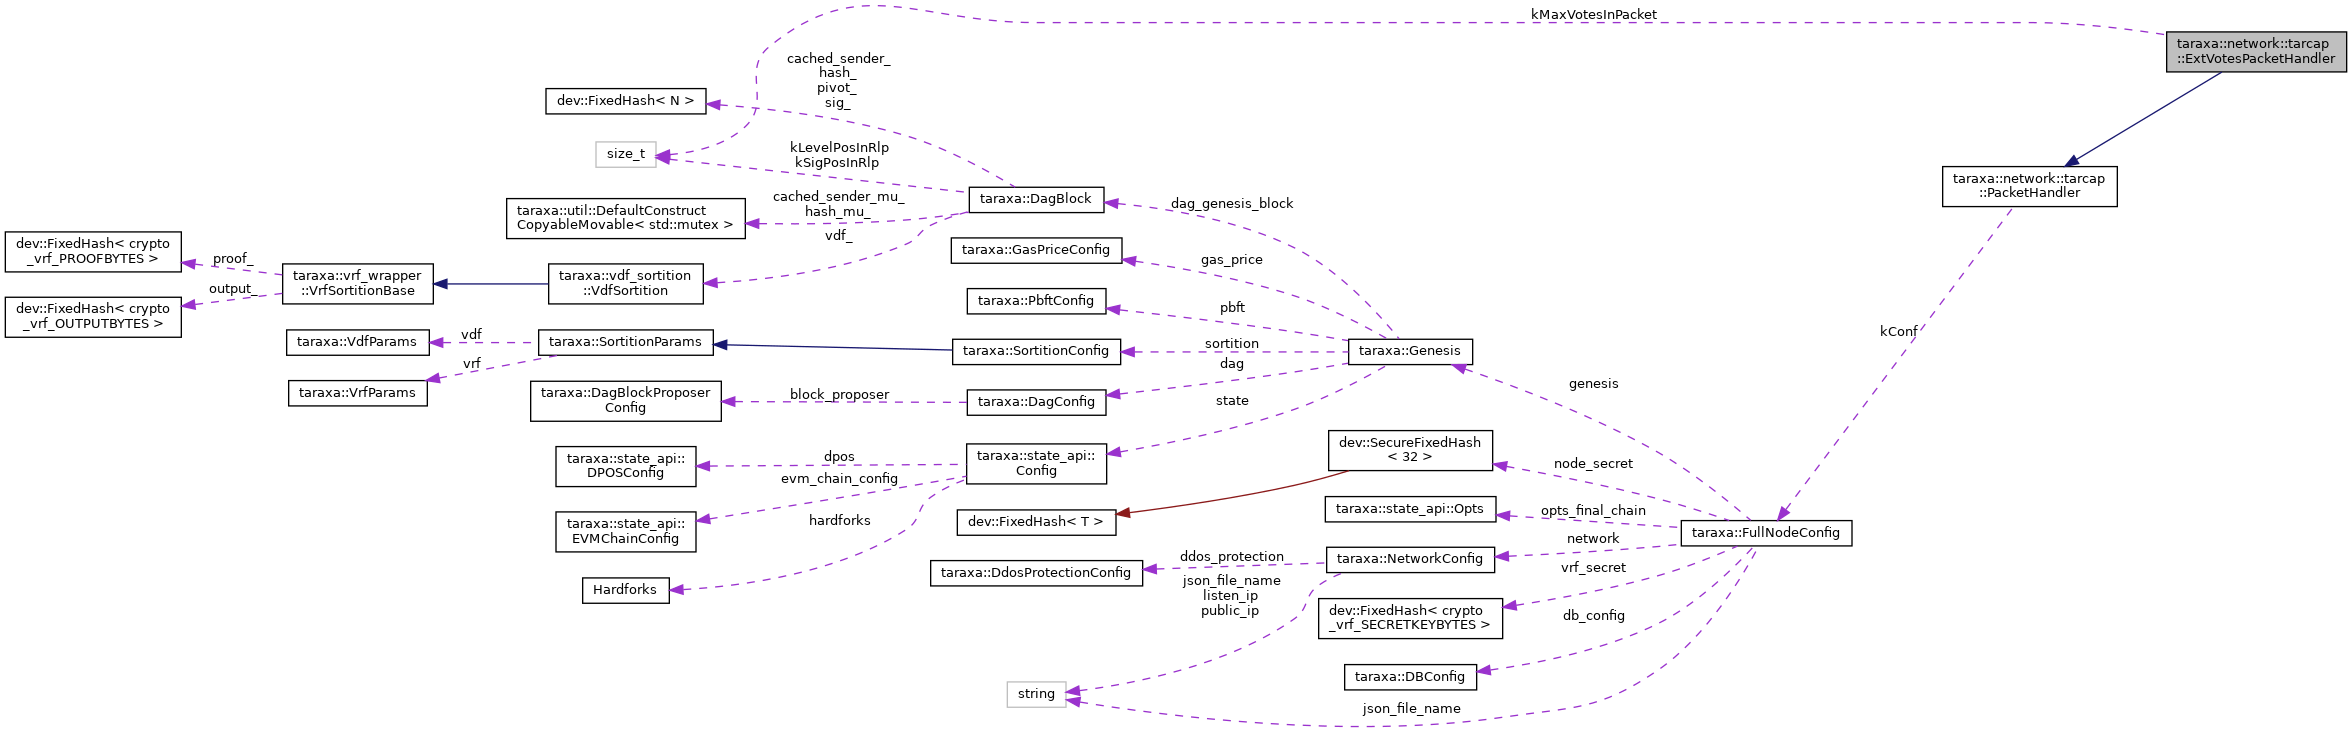 kMaxVotesInPacket
taraxa::network::tarcap
::ExtVotesPacketHandler
cached_sender_
hash_
pivot_
sig_
dev::FixedHash< N >
size_t
kLevelPosInRlp
kSigPosInRlp
taraxa::network::tarcap
::PacketHandler
taraxa::DagBlock
cached_sender_mu_
hash_mu_
taraxa::util::DefaultConstruct
CopyableMovable< std::mutex >
dag_genesis_block
vdf_
dev::FixedHash< crypto
_vrf_PROOFBYTES >
proof_
taraxa::GasPriceConfig
gas_price
taraxa::vrf_wrapper
::VrfSortitionBase
taraxa::vdf_sortition
::VdfSortition
output_
dev::FixedHash< crypto
_vrf_OUTPUTBYTES >
taraxa::PbftConfig
pbft
kConf
taraxa::VdfParams
vdf
taraxa::SortitionParams
taraxa::SortitionConfig
sortition
taraxa::Genesis
vrf
taraxa::VrfParams
dag
taraxa::DagBlockProposer
Config
block_proposer
taraxa::DagConfig
genesis
state
dev::SecureFixedHash
< 32 >
taraxa::state_api::
DPOSConfig
dpos
taraxa::state_api::
Config
node_secret
evm_chain_config
taraxa::state_api::Opts
opts_final_chain
hardforks
dev::FixedHash< T >
taraxa::state_api::
EVMChainConfig
taraxa::FullNodeConfig
network
ddos_protection
taraxa::NetworkConfig
taraxa::DdosProtectionConfig
vrf_secret
json_file_name
listen_ip
public_ip
Hardforks
dev::FixedHash< crypto
_vrf_SECRETKEYBYTES >
db_config
taraxa::DBConfig
string
json_file_name